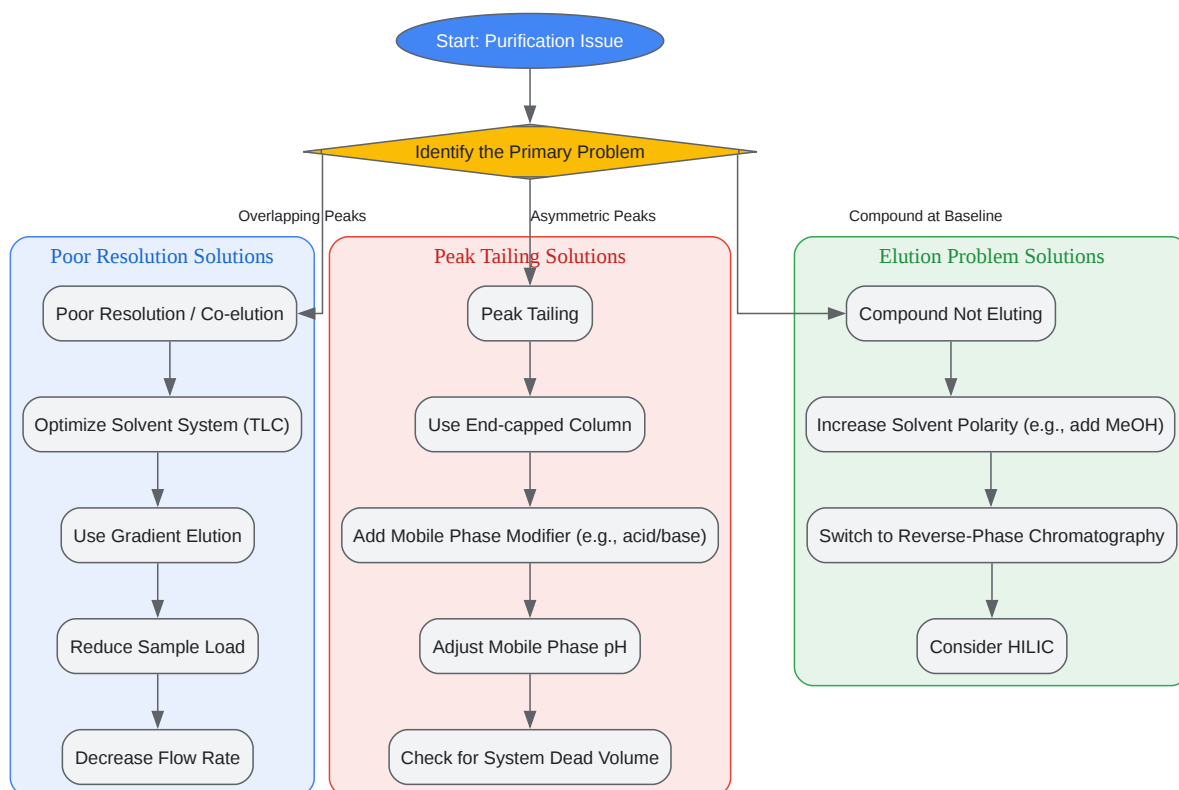 Start: Purification Issue
Identify the Primary Problem
Overlapping Peaks
Asymmetric Peaks
Compound at Baseline
Poor Resolution Solutions
Peak Tailing Solutions
Elution Problem Solutions
Poor Resolution / Co-elution
Peak Tailing
Compound Not Eluting
Optimize Solvent System (TLC)
Use End-capped Column
Increase Solvent Polarity (e.g., add MeOH)
Use Gradient Elution
Add Mobile Phase Modifier (e.g., acid/base)
Switch to Reverse-Phase Chromatography
Reduce Sample Load
Adjust Mobile Phase pH
Consider HILIC
Decrease Flow Rate
Check for System Dead Volume